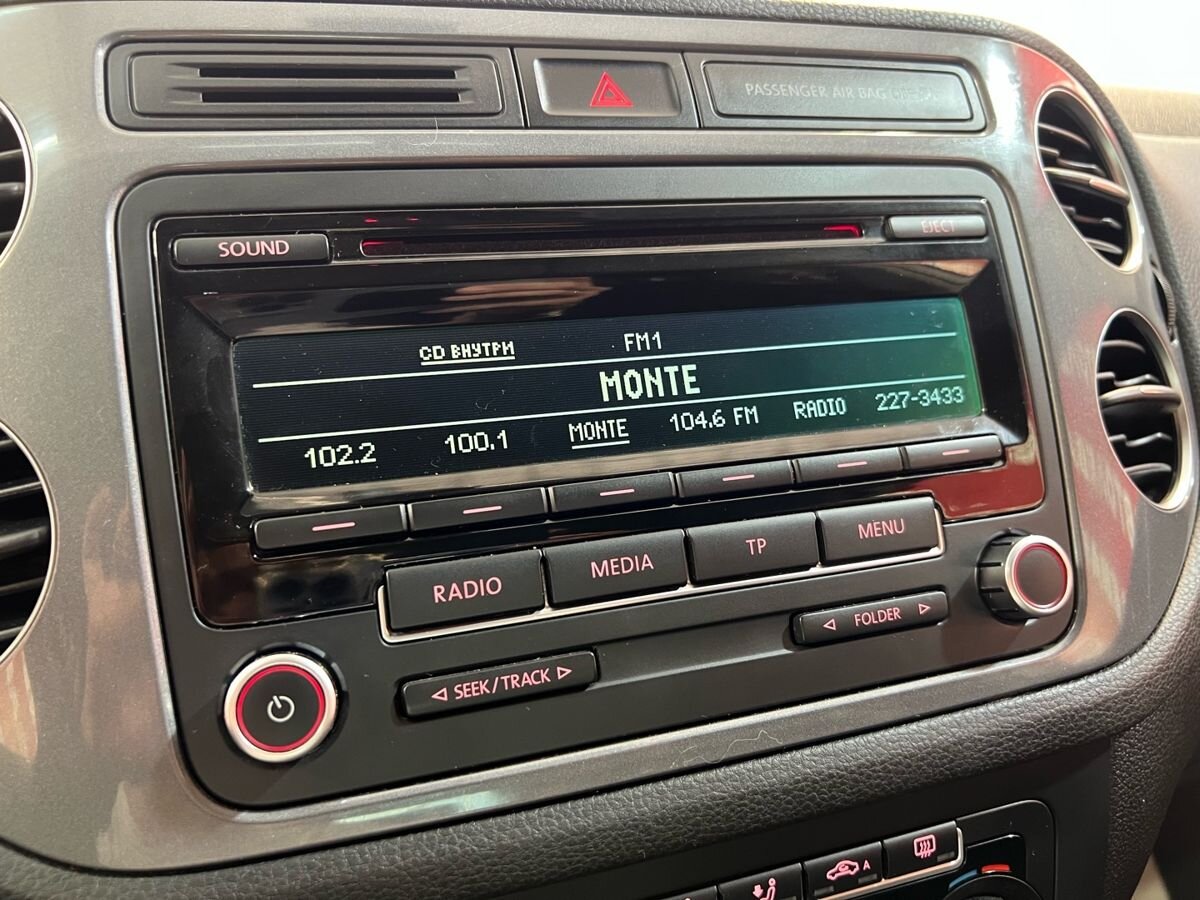 PASSENGER AIR BAG
SOUND
EJECT
CD ВНУТРИ FM1
MONTE
102.2 100.1 MONTE 104.6 FM RADIO 227-3433
RADIO MEDIA TP MENU
SEEK/TRACK FOLDER
A